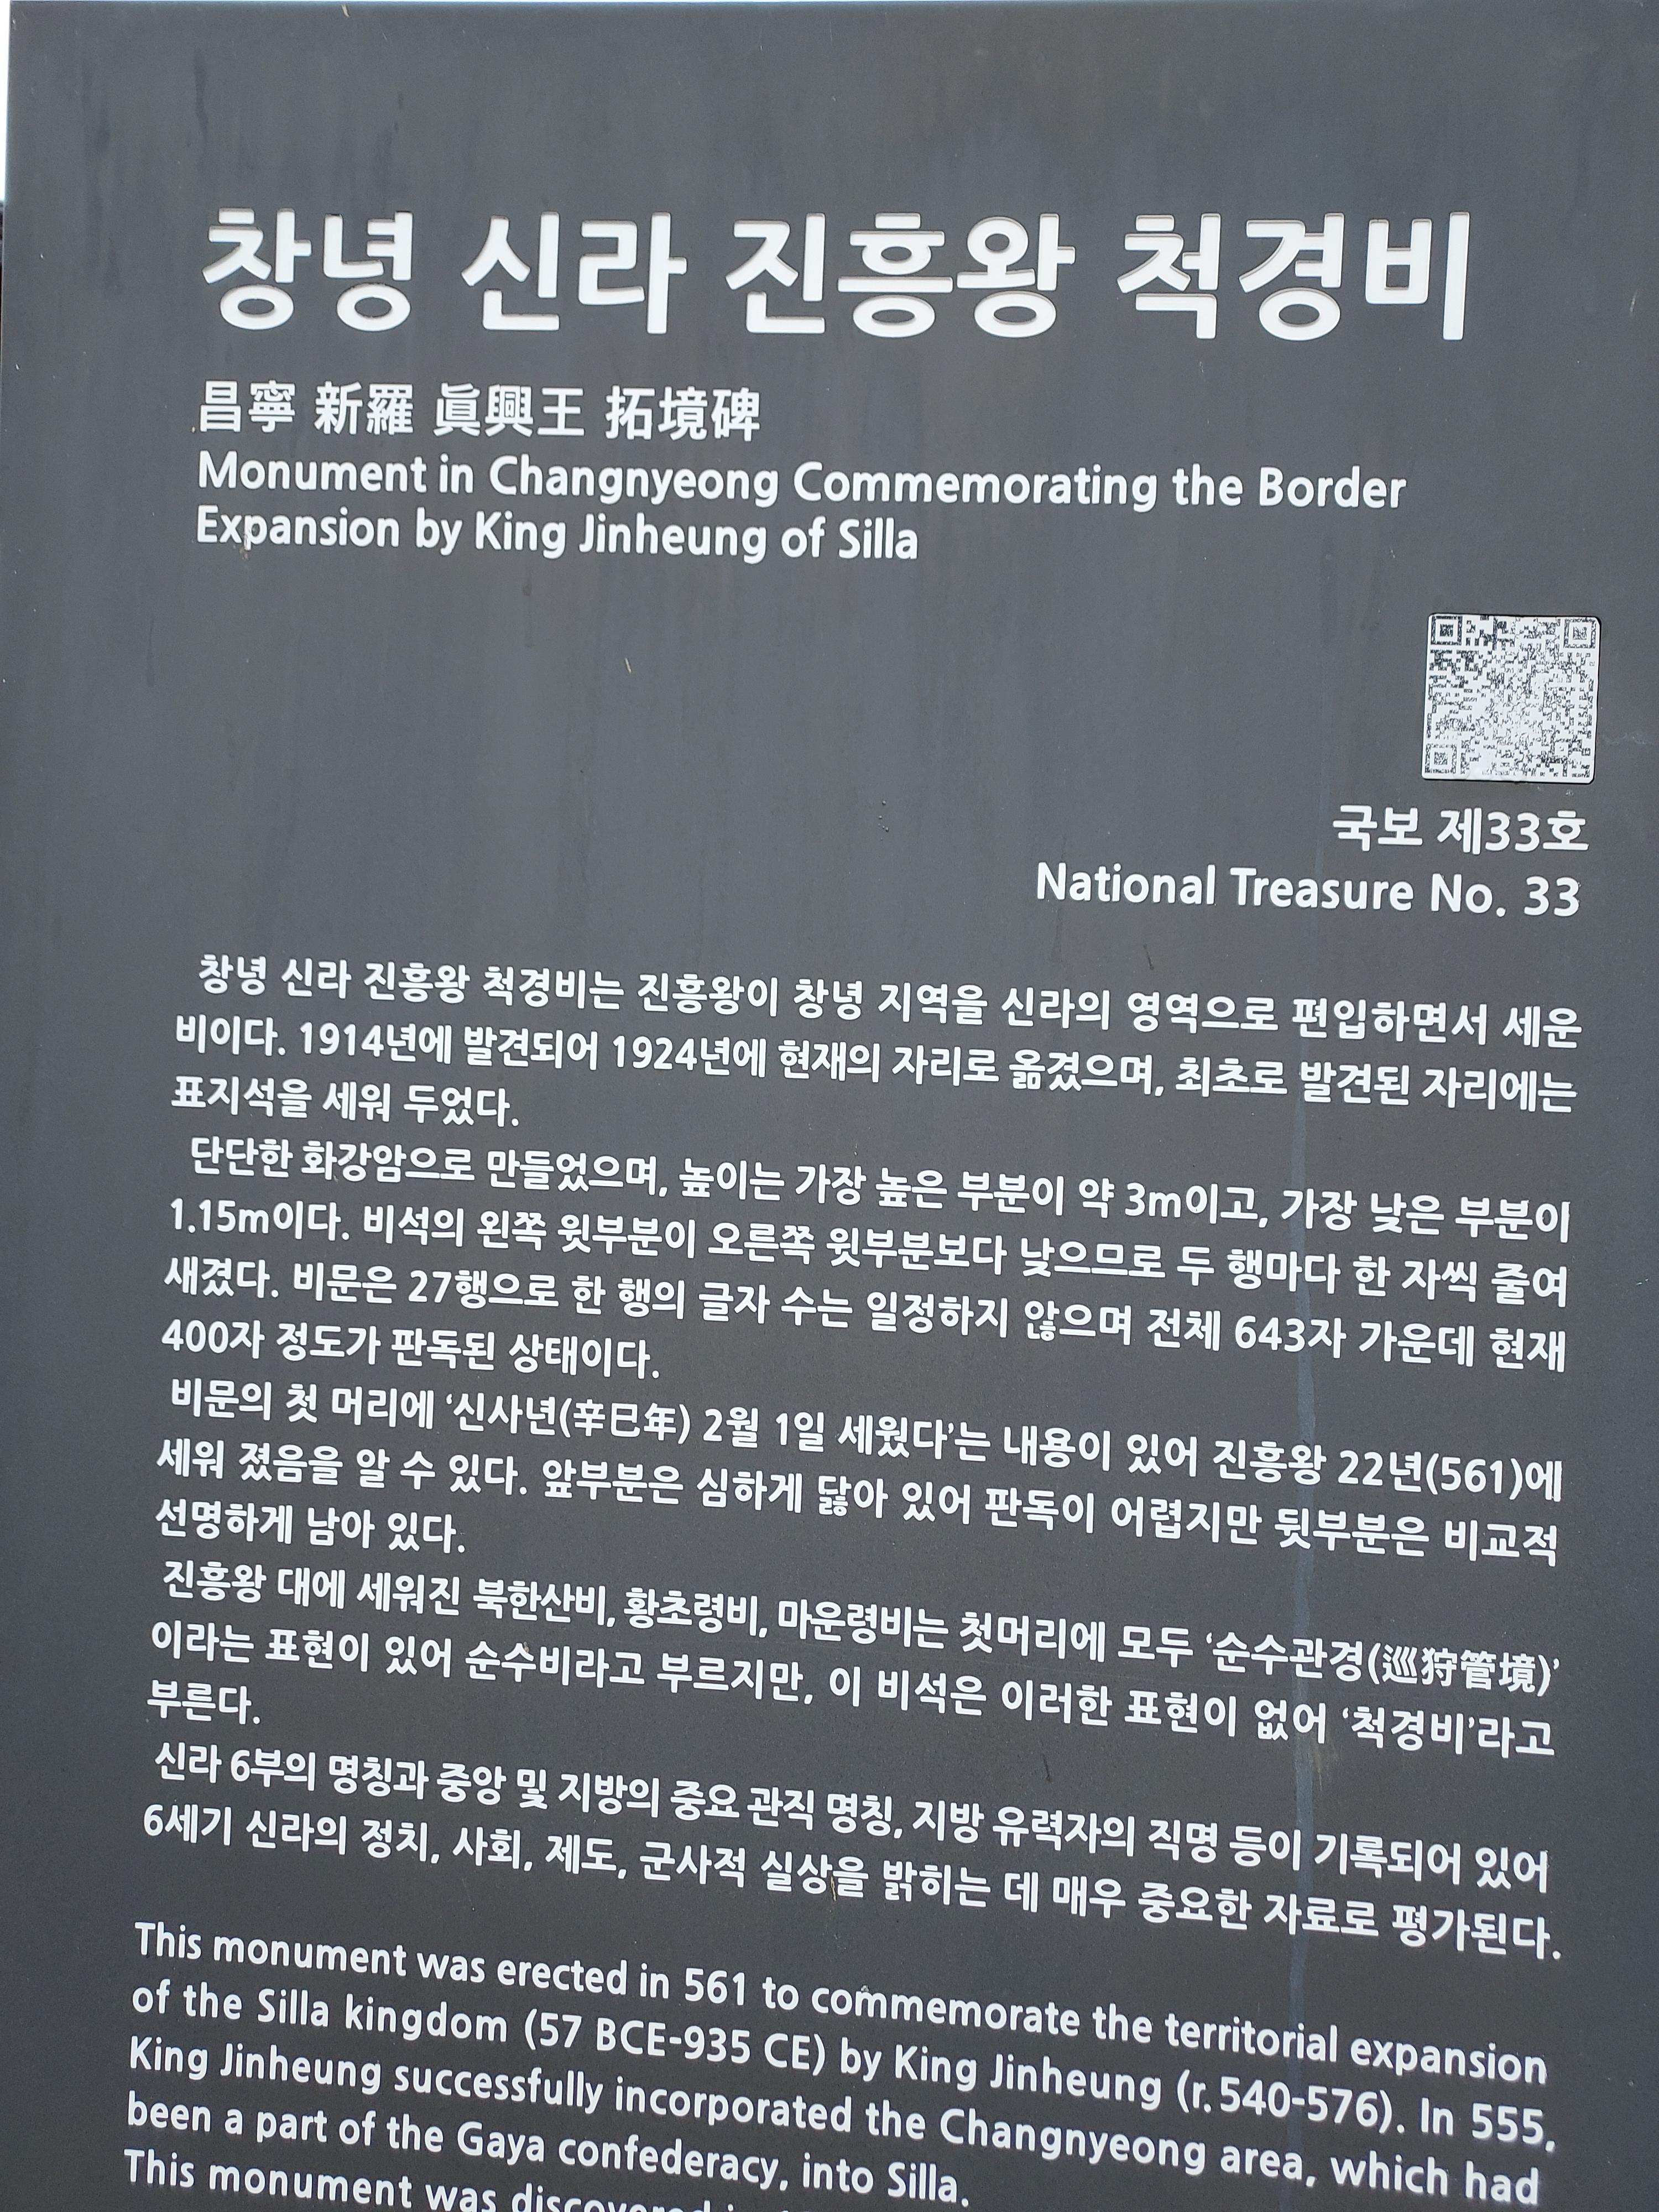 창녕 신라 진흥왕 척경비
昌寧 新羅 眞興王 拓境碑
Monument in Changnyeong Commemorating the Border
Expansion by King Jinheung of Silla
국보 제33호
National Treasure No. 33
창녕 신라 진흥왕 척경비는 진흥왕이 창녕 지역을 신라의 영역으로 편입하면서 세운
비이다. 1914년에 발견되어 1924년에 현재의 자리로 옮겼으며, 최초로 발견된 자리에는
표지석을 세워 두었다.
단단한 화강암으로 만들었으며, 높이는 가장 높은 부분이 약 3m이고, 가장 낮은 부분이
1.15m이다. 비석의 왼쪽 윗부분이 오른쪽 윗부분보다 낮으므로 두 행마다 한 자씩 줄여
새겼다. 비문은 27행으로 한 행의 글자 수는 일정하지 않으며 전체 643자 가운데 현재
400자 정도가 판독된 상태이다.
비문의 첫 머리에 ‘신사년(辛巳年) 2월 1일 세웠다’는 내용이 있어 진흥왕 22년(561)에
세워 졌음을 알 수 있다. 앞부분은 심하게 닳아 있어 판독이 어렵지만 뒷부분은 비교적
선명하게 남아 있다.
진흥왕 대에 세워진 북한산비, 황초령비, 마운령비는 첫머리에 모두 ‘순수관경(巡狩管境)’
이라는 표현이 있어 순수비라고 부르지만, 이 비석은 이러한 표현이 없어 ‘척경비’라고
부른다.
신라 6부의 명칭과 중앙 및 지방의 중요 관직 명칭, 지방 유력자의 직명 등이 기록되어 있어
6세기 신라의 정치, 사회, 제도, 군사적 실상을 밝히는 데 매우 중요한 자료로 평가된다.
This monument was erected in 561 to commemorate the territorial expansion
of the Silla kingdom (57 BCE-935 CE) by King Jinheung (r. 540-576). In 555,
King Jinheung successfully incorporated the Changnyeong area, which had
been a part of the Gaya confederacy, into Silla.
This monument was discovered